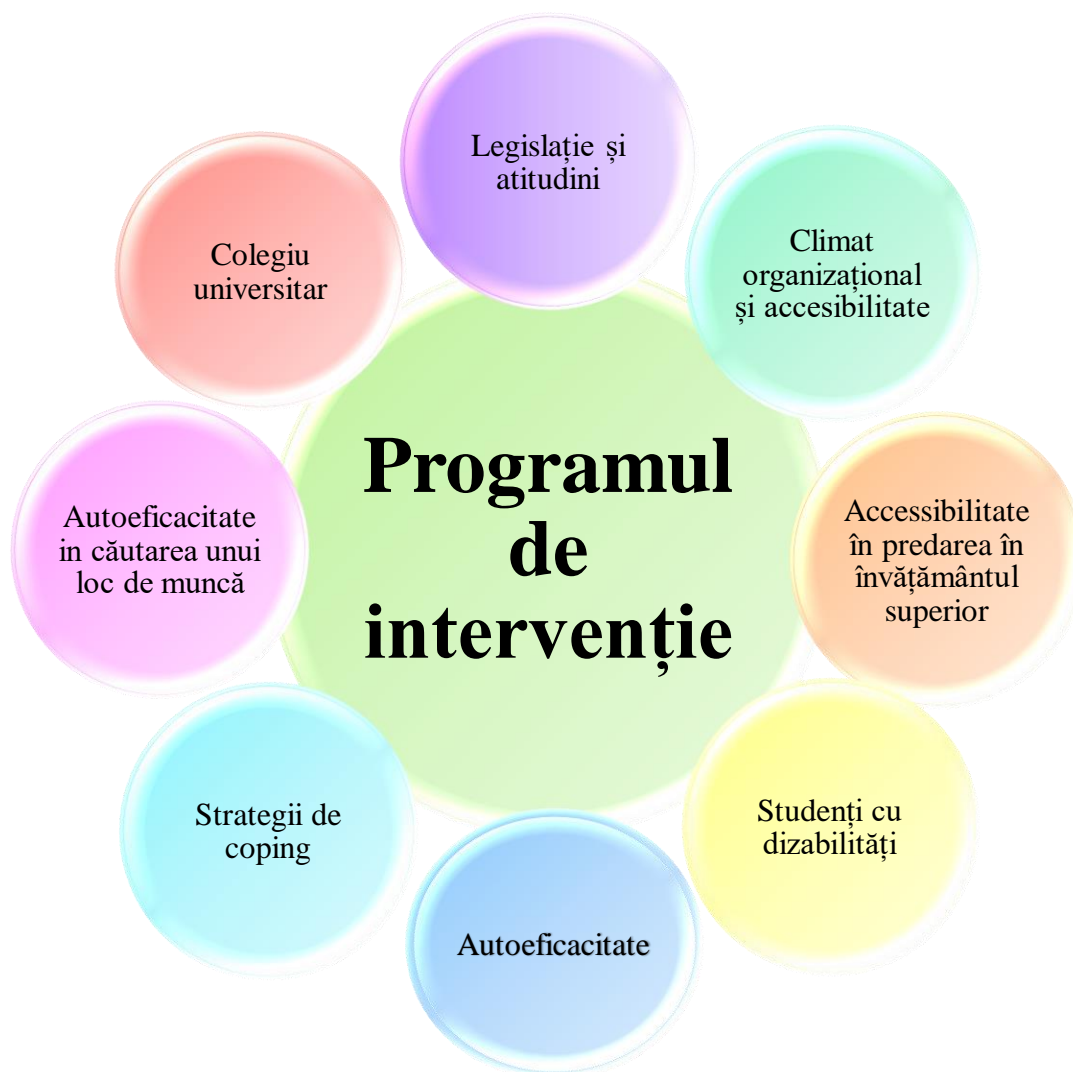 Legislație și
atitudini
Climat
organizațional
și accesibilitate
Accessibilitate
în predarea în
învățământul
superior
Studenți cu
dizabilități
Autoeficacitate
Strategii de
coping
Autoeficacitate
in căutarea unui
loc de muncă
Colegiu
universitar
Programul
de
intervenție